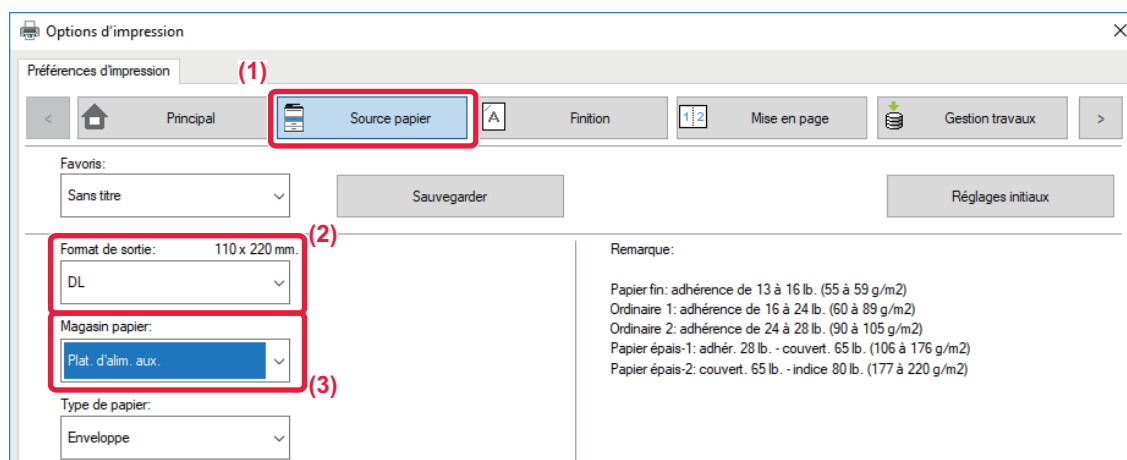 Options d'impression
Préférences d'impression
(1)
<
Principal
Source papier
A
Finition
1 2
Mise en page
Gestion travaux
>
Favoris:
Sans titre
Sauvegarder
Réglages initiaux
(2)
Format de sortie: 110 x 220 mm.
DL
Magasin papier:
Plat. d'alim. aux.
(3)
Type de papier:
Enveloppe
Remarque:
Papier fin: adhérence de 13 à 16 lb. (55 à 59 g/m2)
Ordinaire 1: adhérence de 16 à 24 lb. (60 à 89 g/m2)
Ordinaire 2: adhérence de 24 à 28 lb. (90 à 105 g/m2)
Papier épais-1: adhér. 28 lb. - couvert. 65 lb. (106 à 176 g/m2)
Papier épais-2: couvert. 65 lb. - indice 80 lb. (177 à 220 g/m2)